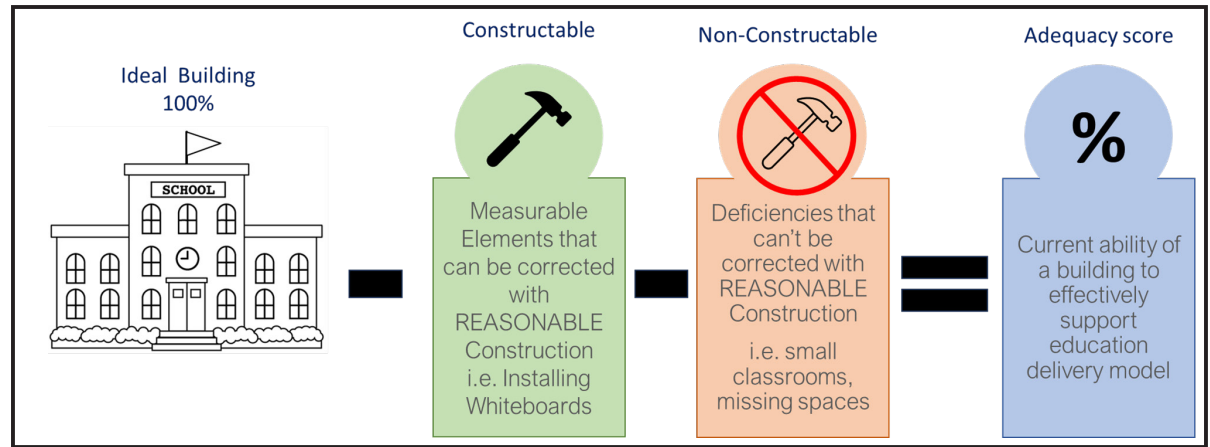 Ideal Building
100%
SCHOOL
Constructable
Measurable
Elements that
can be corrected
with
REASONABLE
Construction
i.e. Installing
Whiteboards
Non-Constructable
Deficiencies that
can't be
corrected with
REASONABLE
Construction
i.e. small
classrooms,
missing spaces
Adequacy score
%
Current ability of
a building to
effectively
support
education
delivery model